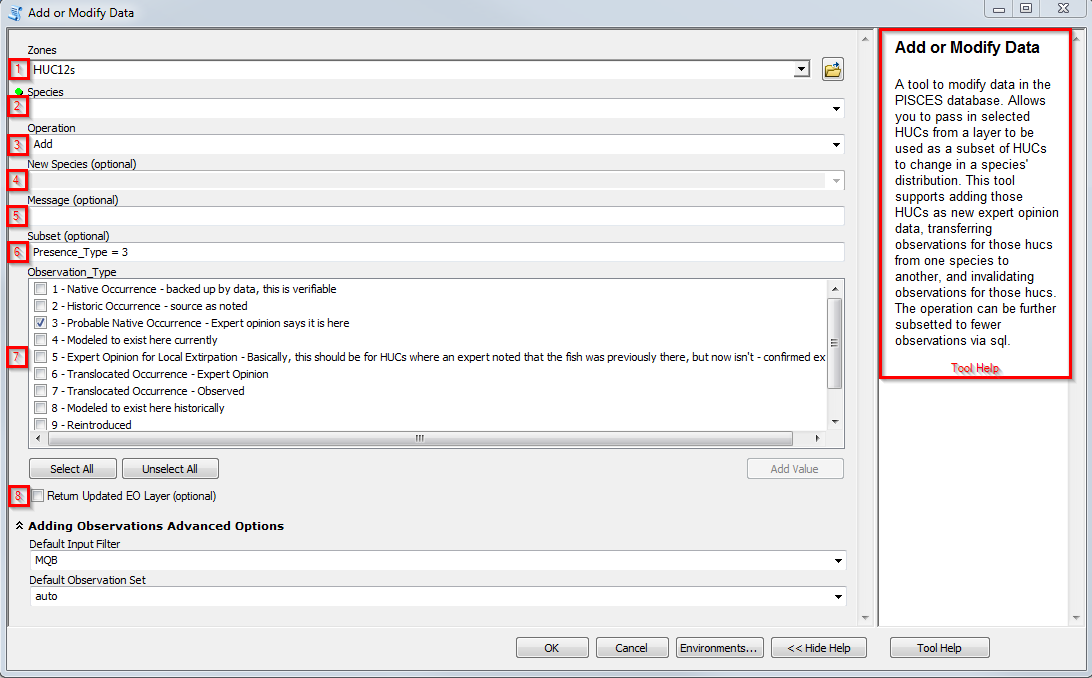 Add or Modify Data
Zones
1 HUC12s
Species
2
Operation
3 Add
New Species (optional)
4
Message (optional)
5
Subset (optional)
6 Presence_Type = 3
Observation_Type
1 - Native Occurrence - backed up by data, this is verifiable
2 - Historic Occurrence - source as noted
3 - Probable Native Occurrence - Expert opinion says it is here
4 - Modeled to exist here currently
7 5 - Expert Opinion for Local Extirpation - Basically, this should be for HUCs where an expert noted that the fish was previously there, but now isn't - confirmed ex
6 - Translocated Occurrence - Expert Opinion
7 - Translocated Occurrence - Observed
8 - Modeled to exist here historically
9 - Reintroduced
Select All Unselect All Add Value
8 Return Updated EO Layer (optional)
Adding Observations Advanced Options
Default Input Filter
MQB
Default Observation Set
auto
OK Cancel Environments... << Hide Help Tool Help
Add or Modify Data
A tool to modify data in the
PISCES database. Allows
you to pass in selected
HUCs from a layer to be
used as a subset of HUCs
to change in a species'
distribution. This tool
supports adding those
HUCs as new expert opinion
data, transferring
observations for those hucs
from one species to
another, and invalidating
observations for those hucs.
The operation can be further
subsetted to fewer
observations via sql.
Tool Help